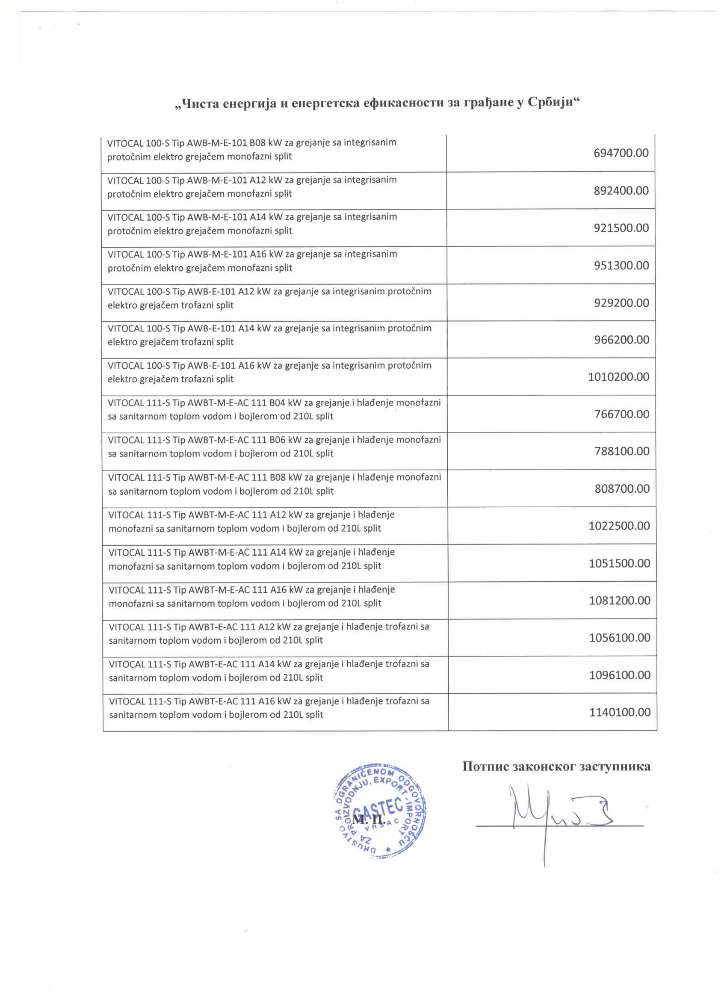 „Чиста енергија и енергетска ефикасности за грађане у Србији“
VITOCAL 100-S Tip AWB-M-E-101 B08 kW za grejanje sa integrisanim
protočnim elektro grejačem monofazni split
694700.00
VITOCAL 100-S Tip AWB-M-E-101 A12 kW za grejanje sa integrisanim
protočnim elektro grejačem monofazni split
892400.00
VITOCAL 100-S Tip AWB-M-E-101 A14 kW za grejanje sa integrisanim
protočnim elektro grejačem monofazni split
921500.00
VITOCAL 100-S Tip AWB-M-E-101 A16 kW za grejanje sa integrisanim
protočnim elektro grejačem monofazni split
951300.00
VITOCAL 100-S Tip AWB-E-101 A12 kW za grejanje sa integrisanim protočnim
elektro grejačem trofazni split
929200.00
VITOCAL 100-S Tip AWB-E-101 A14 kW za grejanje sa integrisanim protočnim
elektro grejačem trofazni split
966200.00
VITOCAL 100-S Tip AWB-E-101 A16 kW za grejanje sa integrisanim protočnim
elektro grejačem trofazni split
1010200.00
VITOCAL 111-S Tip AWBT-M-E-AC 111 B04 kW za grejanje i hlađenje monofazni
sa sanitarnom toplom vodom i bojlerom od 210L split
766700.00
VITOCAL 111-S Tip AWBT-M-E-AC 111 B06 kW za grejanje i hlađenje monofazni
sa sanitarnom toplom vodom i bojlerom od 210L split
788100.00
VITOCAL 111-S Tip AWBT-M-E-AC 111 B08 kW za grejanje i hlađenje monofazni
sa sanitarnom toplom vodom i bojlerom od 210L split
808700.00
VITOCAL 111-S Tip AWBT-M-E-AC 111 A12 kW za grejanje i hlađenje
monofazni sa sanitarnom toplom vodom i bojlerom od 210L split
1022500.00
VITOCAL 111-S Tip AWBT-M-E-AC 111 A14 kW za grejanje i hlađenje
monofazni sa sanitarnom toplom vodom i bojlerom od 210L split
1051500.00
VITOCAL 111-S Tip AWBT-M-E-AC 111 A16 kW za grejanje i hlađenje
monofazni sa sanitarnom toplom vodom i bojlerom od 210L split
1081200.00
VITOCAL 111-S Tip AWBT-E-AC 111 A12 kW za grejanje i hlađenje trofazni sa
sanitarnom toplom vodom i bojlerom od 210L split
1056100.00
VITOCAL 111-S Tip AWBT-E-AC 111 A14 kW za grejanje i hlađenje trofazni sa
sanitarnom toplom vodom i bojlerom od 210L split
1096100.00
VITOCAL 111-S Tip AWBT-E-AC 111 A16 kW za grejanje i hlađenje trofazni sa
sanitarnom toplom vodom i bojlerom od 210L split
1140100.00
Потпис законског заступника
DRUŠTVO SA OGRANIČENOM ODGOVORNOŠĆU
ZA PROIZVODNJU, EXPORT-IMPORT
GASTEC
VRŠAC
М. П.